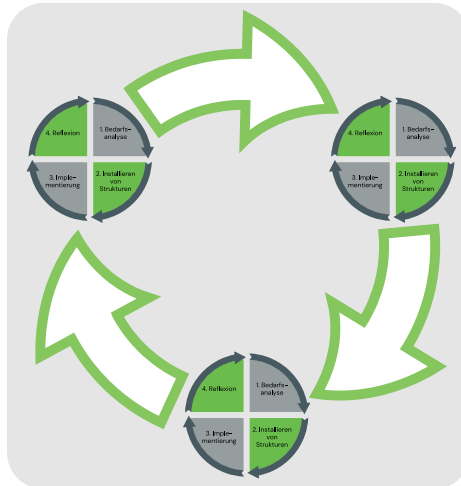 4. Reflexion
1. Bedarfs-
analyse
3. Imple-
mentierung
2. Installieren
von
Strukturen
4. Reflexion
1. Bedarfs-
analyse
3. Imple-
mentierung
2. Installieren
von
Strukturen
4. Reflexion
1. Bedarfs-
analyse
3. Imple-
mentierung
2. Installieren
von
Strukturen